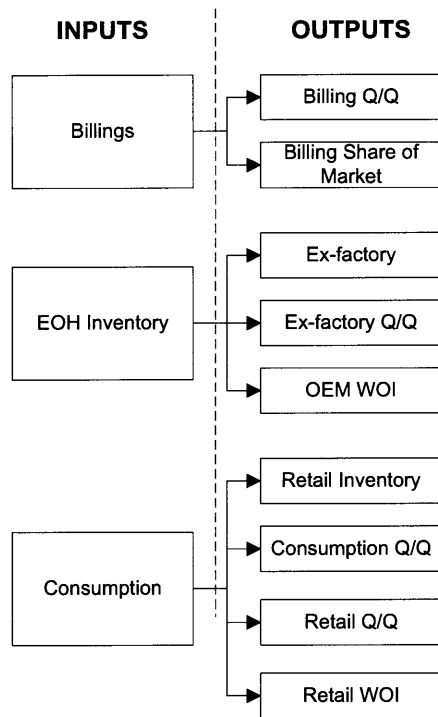 INPUTS
OUTPUTS
Billings
Billing Q/Q
Billing Share of
Market
EOH Inventory
Ex-factory
Ex-factory Q/Q
OEM WOI
Consumption
Retail Inventory
Consumption Q/Q
Retail Q/Q
Retail WOI